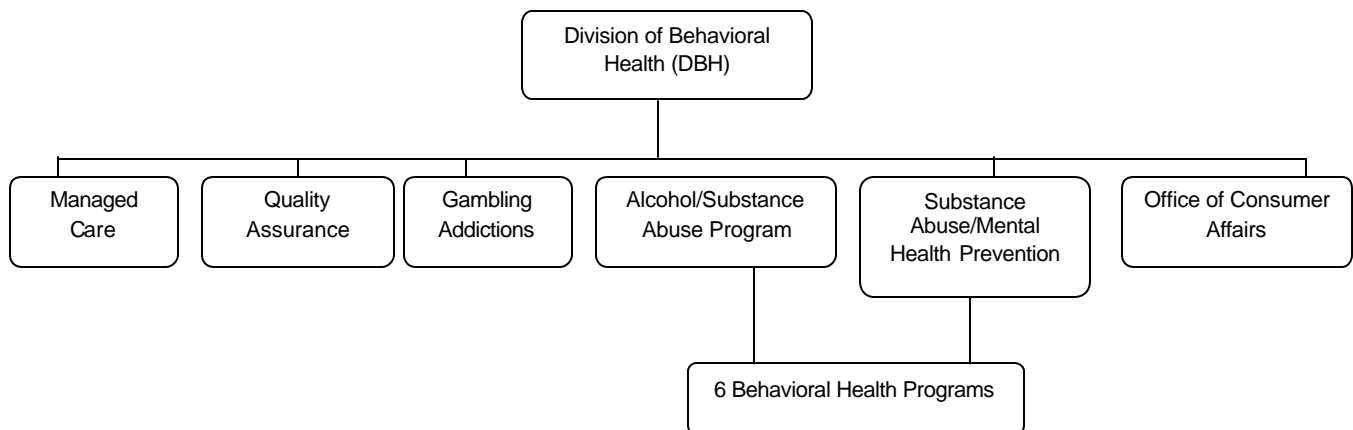 Division of Behavioral
Health (DBH)
Managed
Care
Quality
Assurance
Gambling
Addictions
Alcohol/Substance
Abuse Program
Substance
Abuse/Mental
Health Prevention
Office of Consumer
Affairs
6 Behavioral Health Programs